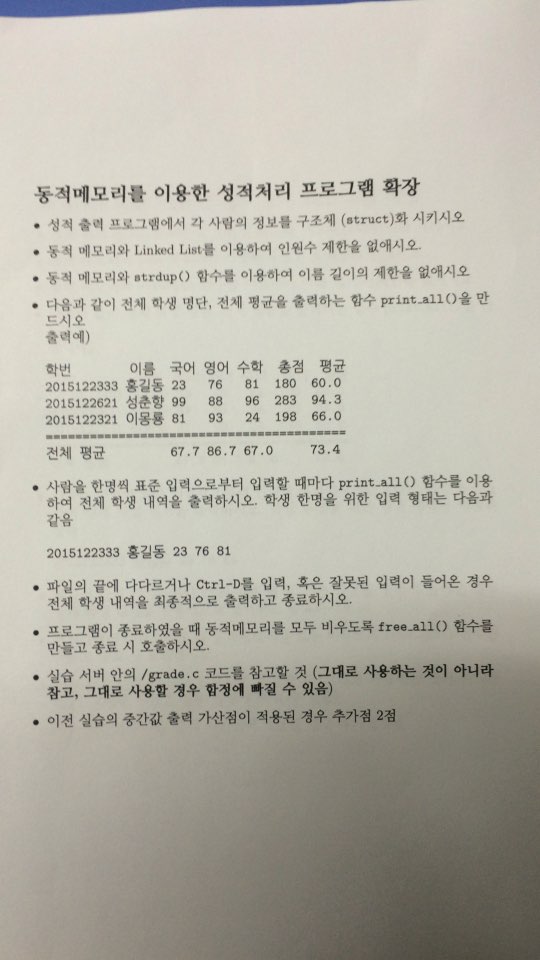 동적메모리를 이용한 성적처리 프로그램 확장
• 성적 출력 프로그램에서 각 사람의 정보를 구조체 (struct)화 시키시오
• 동적 메모리와 Linked List를 이용하여 인원수 제한을 없애시오.
• 동적 메모리와 strdup() 함수를 이용하여 이름 길이의 제한을 없애시오
• 다음과 같이 전체 학생 명단, 전체 평균을 출력하는 함수 print_all()을 만
드시오
출력예)
학번 이름 국어 영어 수학 총점 평균
2015122333 홍길동 23 76 81 180 60.0
2015122621 성춘향 99 88 96 283 94.3
2015122321 이몽룡 81 93 24 198 66.0
==========================================
전체 평균 67.7 86.7 67.0 73.4
• 사람을 한명씩 표준 입력으로부터 입력할 때마다 print_all() 함수를 이용
하여 전체 학생 내역을 출력하시오. 학생 한명을 위한 입력 형태는 다음과
같음
2015122333 홍길동 23 76 81
• 파일의 끝에 다다르거나 Ctrl-D를 입력, 혹은 잘못된 입력이 들어온 경우
전체 학생 내역을 최종적으로 출력하고 종료하시오.
• 프로그램이 종료하였을 때 동적메모리를 모두 비우도록 free_all() 함수를
만들고 종료 시 호출하시오.
• 실습 서버 안의 /grade.c 코드를 참고할 것 (그대로 사용하는 것이 아니라
참고, 그대로 사용할 경우 함정에 빠질 수 있음)
• 이전 실습의 중간값 출력 가산점이 적용된 경우 추가점 2점